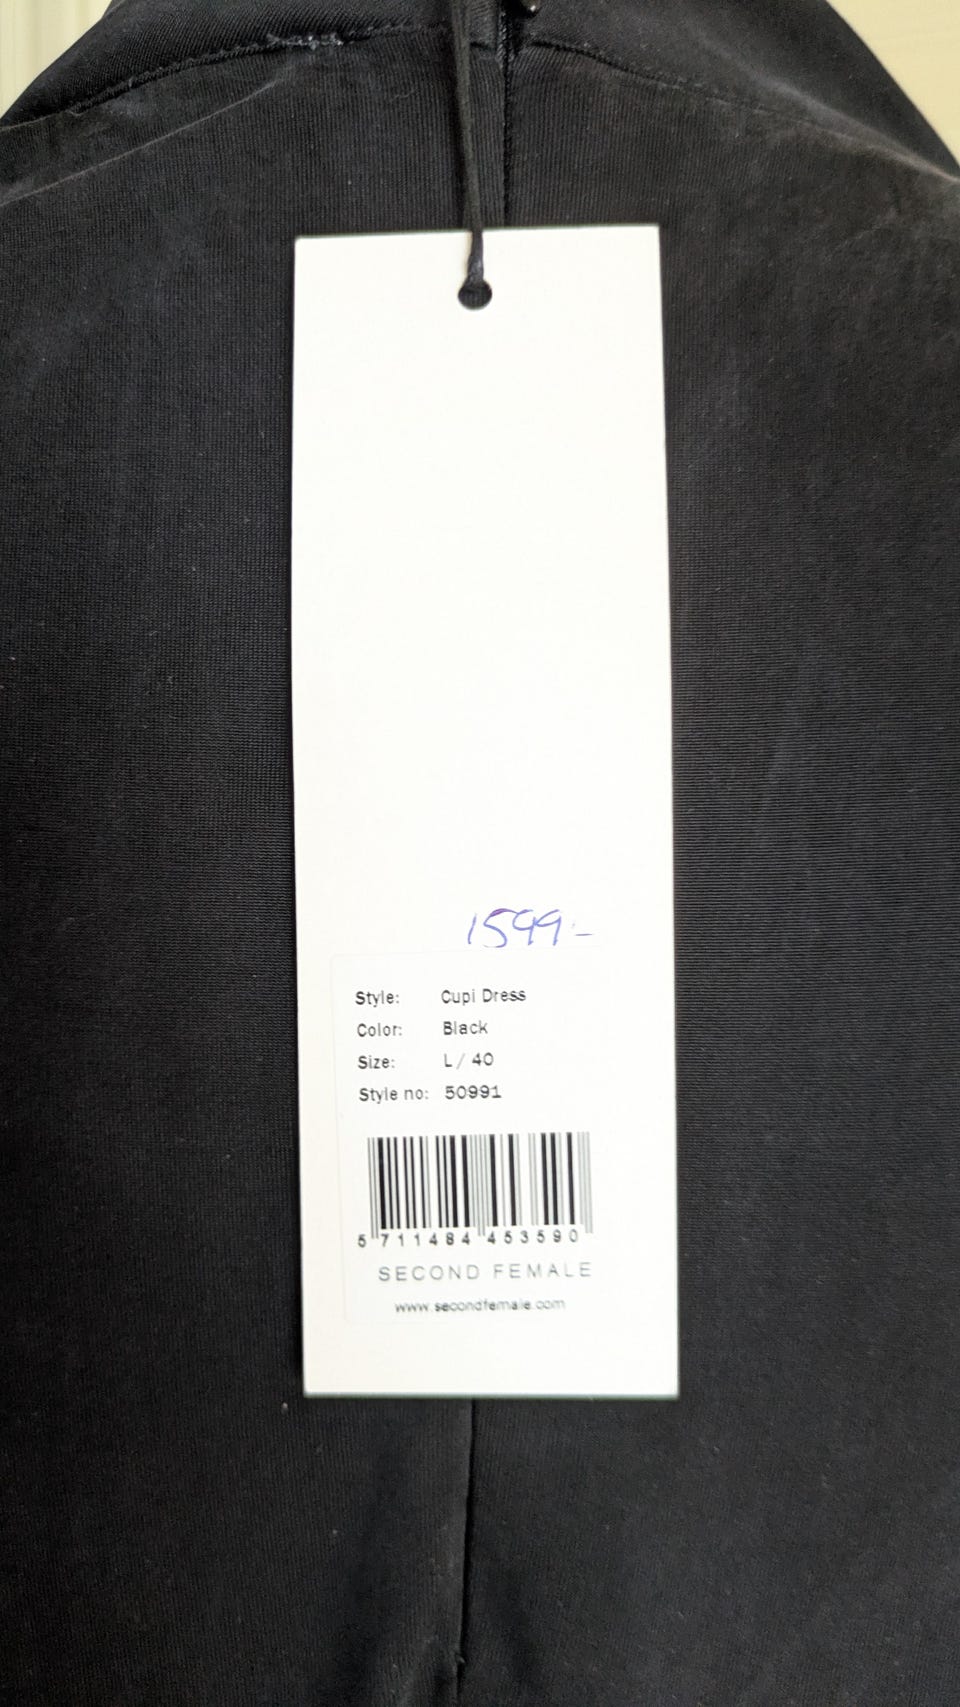 1599:-
Style: Cupi Dress
Color: Black
Size: L / 40
Style no: 50991
5 711484 453590
SECOND FEMALE
www.secondfemale.com